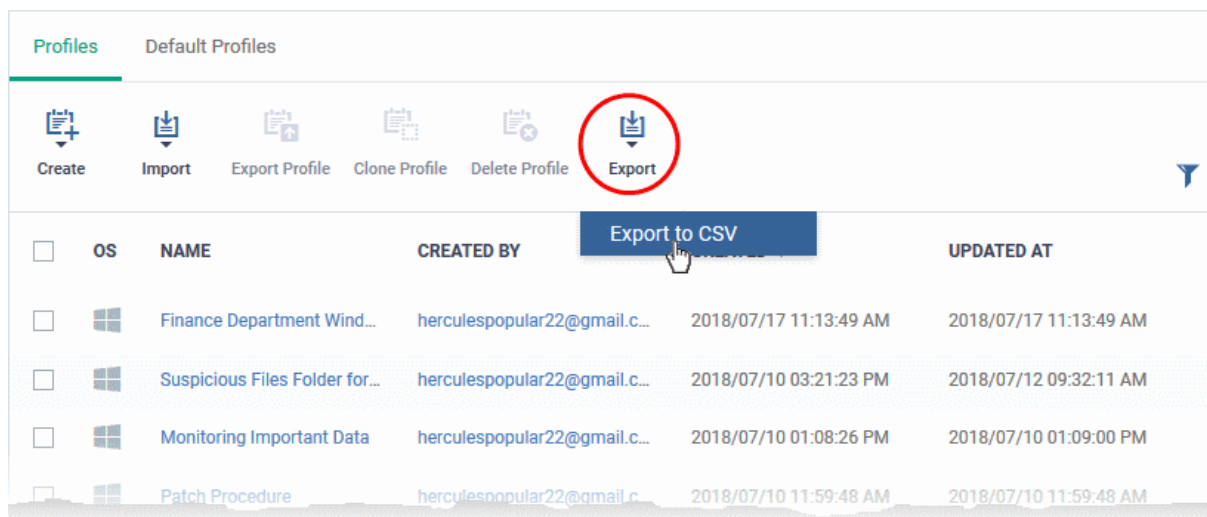 Profiles Default Profiles
Create Import Export Profile Clone Profile Delete Profile Export
Export to CSV
OS NAME CREATED BY UPDATED AT
Finance Department Wind... herculespopular22@gmail.c... 2018/07/17 11:13:49 AM 2018/07/17 11:13:49 AM
Suspicious Files Folder for... herculespopular22@gmail.c... 2018/07/10 03:21:23 PM 2018/07/12 09:32:11 AM
Monitoring Important Data herculespopular22@gmail.c... 2018/07/10 01:08:26 PM 2018/07/10 01:09:00 PM
Patch Procedure herculespopular22@gmail.c... 2018/07/10 11:59:48 AM 2018/07/10 11:59:48 AM